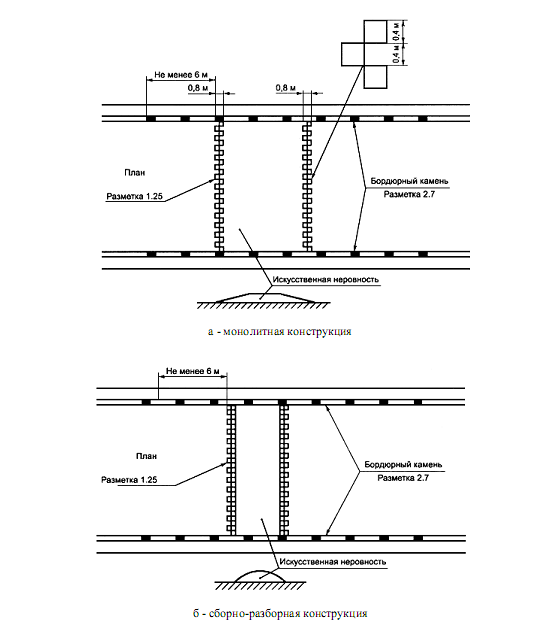 0,4 м
0,4 м
Не менее 6 м
0,8 м
0,8 м
План
Разметка 1.25
Бордюрный камень
Разметка 2.7
Искусственная неровность
а - монолитная конструкция
Не менее 6 м
План
Разметка 1.25
Бордюрный камень
Разметка 2.7
Искусственная неровность
б - сборно-разборная конструкция